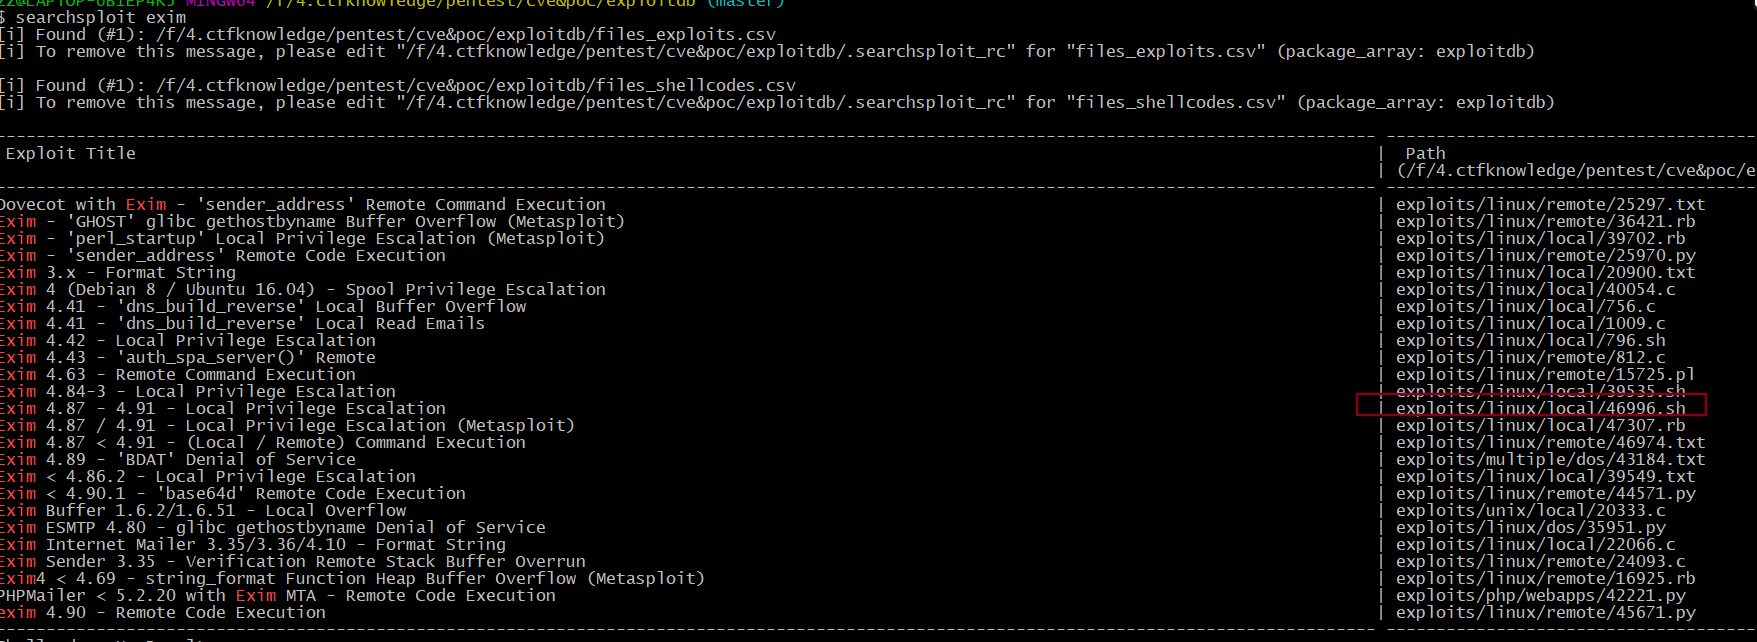 MINGW64 /f/4.ctfknowledge/pentest/cve&poc/exploitdb (master)
$ searchsploit exim
[i] Found (#1): /f/4.ctfknowledge/pentest/cve&poc/exploitdb/files_exploits.csv
[i] To remove this message, please edit "/f/4.ctfknowledge/pentest/cve&poc/exploitdb/.searchsploit_rc" for "files_exploits.csv" (package_array: exploitdb)
[i] Found (#1): /f/4.ctfknowledge/pentest/cve&poc/exploitdb/files_shellcodes.csv
[i] To remove this message, please edit "/f/4.ctfknowledge/pentest/cve&poc/exploitdb/.searchsploit_rc" for "files_shellcodes.csv" (package_array: exploitdb)
Exploit Title | Path
| (/f/4.ctfknowledge/pentest/cve&poc/e
Dovecot with Exim - 'sender_address' Remote Command Execution | exploits/linux/remote/25297.txt
Exim - 'GHOST' glibc gethostbyname Buffer Overflow (Metasploit) | exploits/linux/remote/36421.rb
Exim - 'perl_startup' Local Privilege Escalation (Metasploit) | exploits/linux/local/39702.rb
Exim - 'sender_address' Remote Code Execution | exploits/linux/remote/25970.py
Exim 3.x - Format String | exploits/linux/local/20900.txt
Exim 4 (Debian 8 / Ubuntu 16.04) - Spool Privilege Escalation | exploits/linux/local/40054.c
Exim 4.41 - 'dns_build_reverse' Local Buffer Overflow | exploits/linux/local/756.c
Exim 4.41 - 'dns_build_reverse' Local Read Emails | exploits/linux/local/1009.c
Exim 4.42 - Local Privilege Escalation | exploits/linux/local/796.sh
Exim 4.43 - 'auth_spa_server()' Remote | exploits/linux/remote/812.c
Exim 4.63 - Remote Command Execution | exploits/linux/remote/15725.pl
Exim 4.84-3 - Local Privilege Escalation | exploits/linux/local/39535.sh
Exim 4.87 - 4.91 - Local Privilege Escalation | exploits/linux/local/46996.sh
Exim 4.87 / 4.91 - Local Privilege Escalation (Metasploit) | exploits/linux/local/47307.rb
Exim 4.87 < 4.91 - (Local / Remote) Command Execution | exploits/linux/remote/46974.txt
Exim 4.89 - 'BDAT' Denial of Service | exploits/multiple/dos/43184.txt
Exim < 4.86.2 - Local Privilege Escalation | exploits/linux/local/39549.txt
Exim < 4.90.1 - 'base64d' Remote Code Execution | exploits/linux/remote/44571.py
Exim Buffer 1.6.2/1.6.51 - Local Overflow | exploits/unix/local/20333.c
Exim ESMTP 4.80 - glibc gethostbyname Denial of Service | exploits/linux/dos/35951.py
Exim Internet Mailer 3.35/3.36/4.10 - Format String | exploits/linux/local/22066.c
Exim Sender 3.35 - Verification Remote Stack Buffer Overrun | exploits/linux/remote/24093.c
Exim4 < 4.69 - string_format Function Heap Buffer Overflow (Metasploit) | exploits/linux/remote/16925.rb
PHPMailer < 5.2.20 with Exim MTA - Remote Code Execution | exploits/php/webapps/42221.py
exim 4.90 - Remote Code Execution | exploits/linux/remote/45671.py